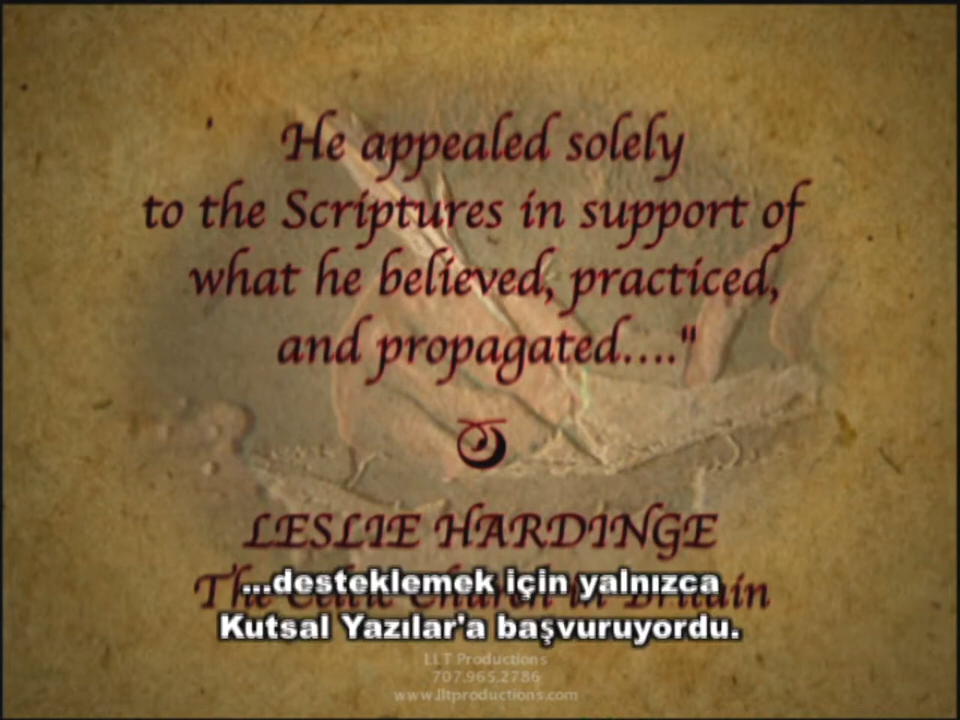 He appealed solely
to the Scriptures in support of
what he believed, practiced,
and propagated...."
LESLIE HARDINGE
The Celtic Church in Britain
...desteklemek için yalnızca
Kutsal Yazılar'a başvuruyordu.
LLT Productions
707.965.2786
www.lltproductions.com